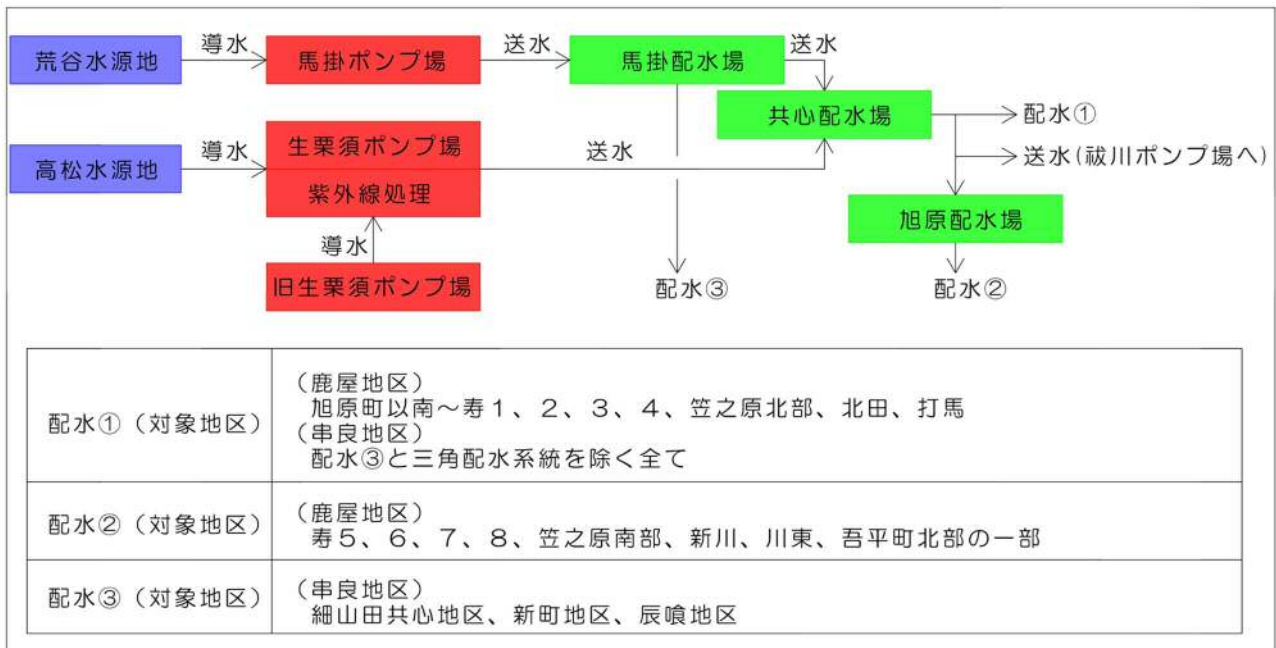 荒谷水源地
導水
馬掛ポンプ場
送水
馬掛配水場
送水
共心配水場
配水①
高松水源地
導水
生栗須ポンプ場
紫外線処理
送水
送水(祓川ポンプ場へ)
旭原配水場
導水
旧生栗須ポンプ場
配水③
配水②
配水①（対象地区）
（鹿屋地区）
旭原町以南～寿１、２、３、４、笠之原北部、北田、打馬
（串良地区）
配水③と三角配水系統を除く全て
配水②（対象地区）
（鹿屋地区）
寿５、６、７、８、笠之原南部、新川、川東、吾平町北部の一部
配水③（対象地区）
（串良地区）
細山田共心地区、新町地区、辰喰地区